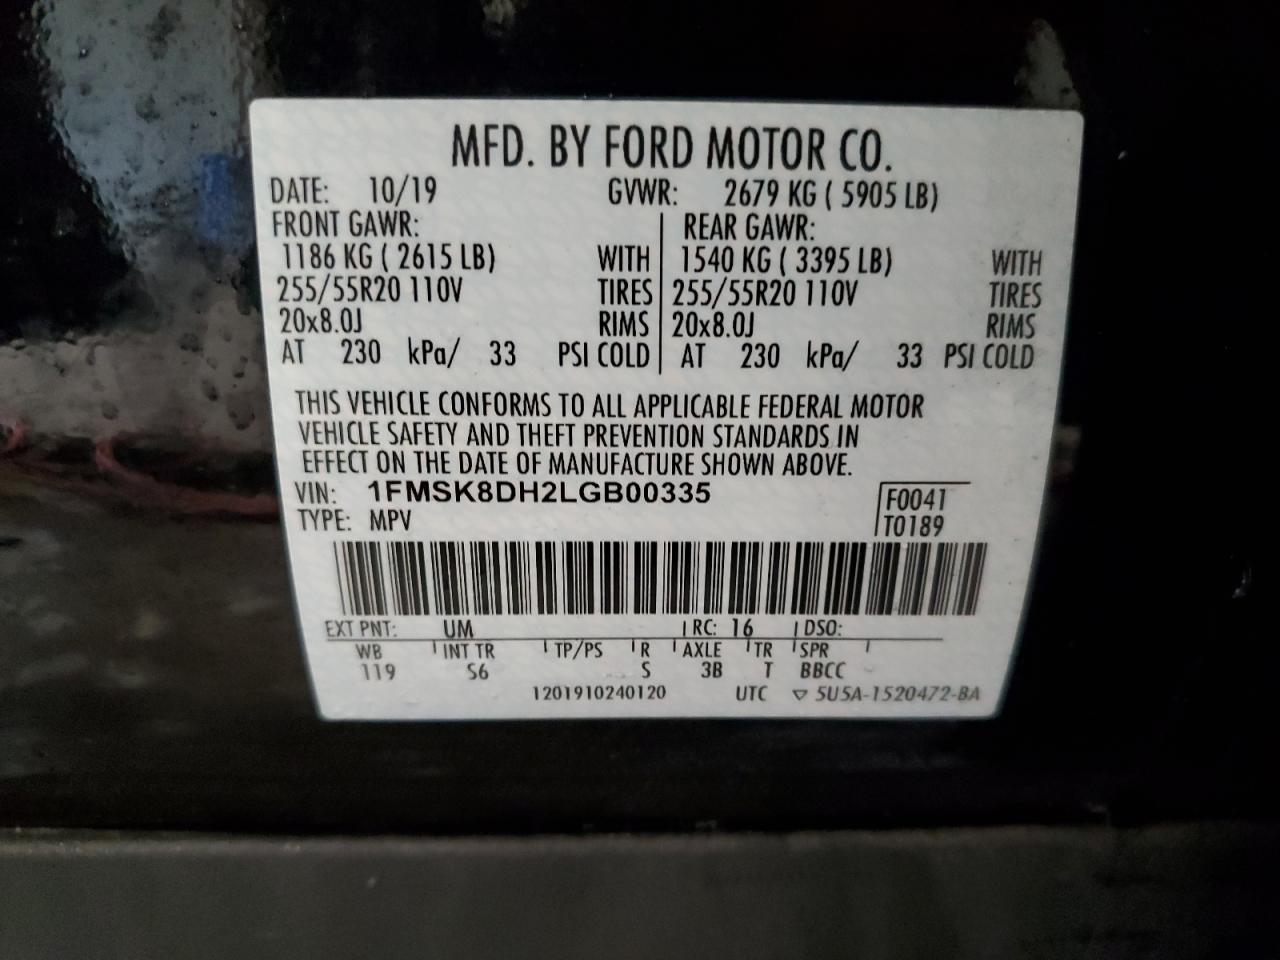 MFD. BY FORD MOTOR CO.
DATE: 10/19 GVWR: 2679 KG ( 5905 LB)
FRONT GAWR: REAR GAWR:
1186 KG ( 2615 LB) WITH 1540 KG ( 3395 LB) WITH
255/55R20 110V TIRES 255/55R20 110V TIRES
20x8.0J RIMS 20x8.0J RIMS
AT 230 kPa/ 33 PSI COLD AT 230 kPa/ 33 PSI COLD
THIS VEHICLE CONFORMS TO ALL APPLICABLE FEDERAL MOTOR
VEHICLE SAFETY AND THEFT PREVENTION STANDARDS IN
EFFECT ON THE DATE OF MANUFACTURE SHOWN ABOVE.
VIN: 1FMSK8DH2LGB00335 F0041
TYPE: MPV T0189
EXT PNT: UM RC: 16 DSO:
WB INT TR TP/PS R AXLE TR SPR
119 S6 S 3B T BBCC
1201910240120 UTC ▽ 5U5A-1520472-BA